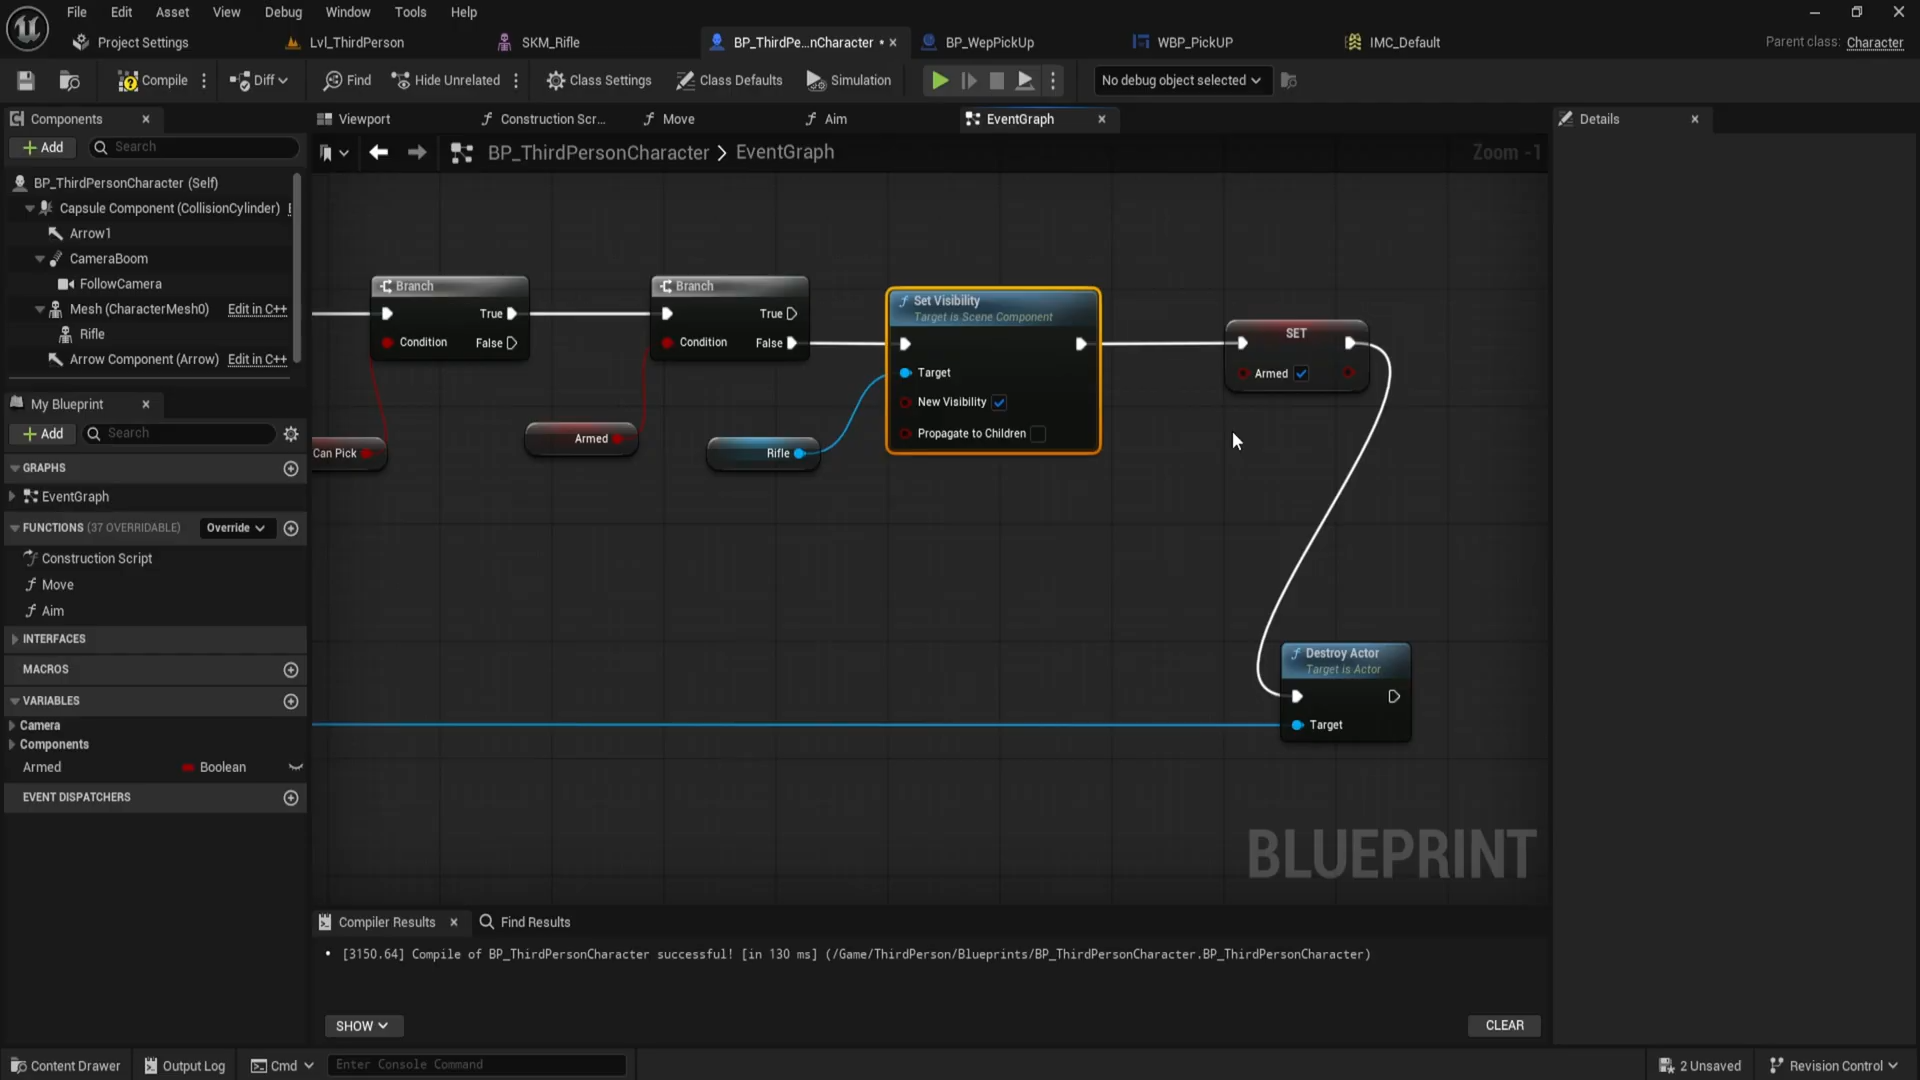 File Edit Asset View Debug Window Tools Help
Project Settings
Lvl_ThirdPerson
SKM_Rifle
BP_ThirdPe...nCharacter •
BP_WepPickUp
WBP_PickUP
IMC_Default
Parent class: Character
Compile
Diff
Find
Hide Unrelated
Class Settings
Class Defaults
Simulation
No debug object selected
Components
Add
Search
BP_ThirdPersonCharacter (Self)
Capsule Component (CollisionCylinder)
Arrow1
CameraBoom
FollowCamera
Mesh (CharacterMesh0) Edit in C++
Rifle
Arrow Component (Arrow) Edit in C++
My Blueprint
Add
Search
GRAPHS
EventGraph
FUNCTIONS (37 OVERRIDABLE) Override
Construction Script
Move
Aim
INTERFACES
MACROS
VARIABLES
Camera
Components
Armed Boolean
EVENT DISPATCHERS
Viewport
Construction Scr...
Move
Aim
EventGraph
BP_ThirdPersonCharacter > EventGraph
Zoom -1
Branch
True
Condition False
Can Pick
Branch
True
Condition False
Armed
Rifle
Set Visibility
Target is Scene Component
Target
New Visibility
Propagate to Children
SET
Armed
Destroy Actor
Target is Actor
Target
BLUEPRINT
Details
Compiler Results
Find Results
• [3150.64] Compile of BP_ThirdPersonCharacter successful! [in 130 ms] (/Game/ThirdPerson/Blueprints/BP_ThirdPersonCharacter.BP_ThirdPersonCharacter)
SHOW
CLEAR
Content Drawer
Output Log
Cmd
Enter Console Command
2 Unsaved
Revision Control